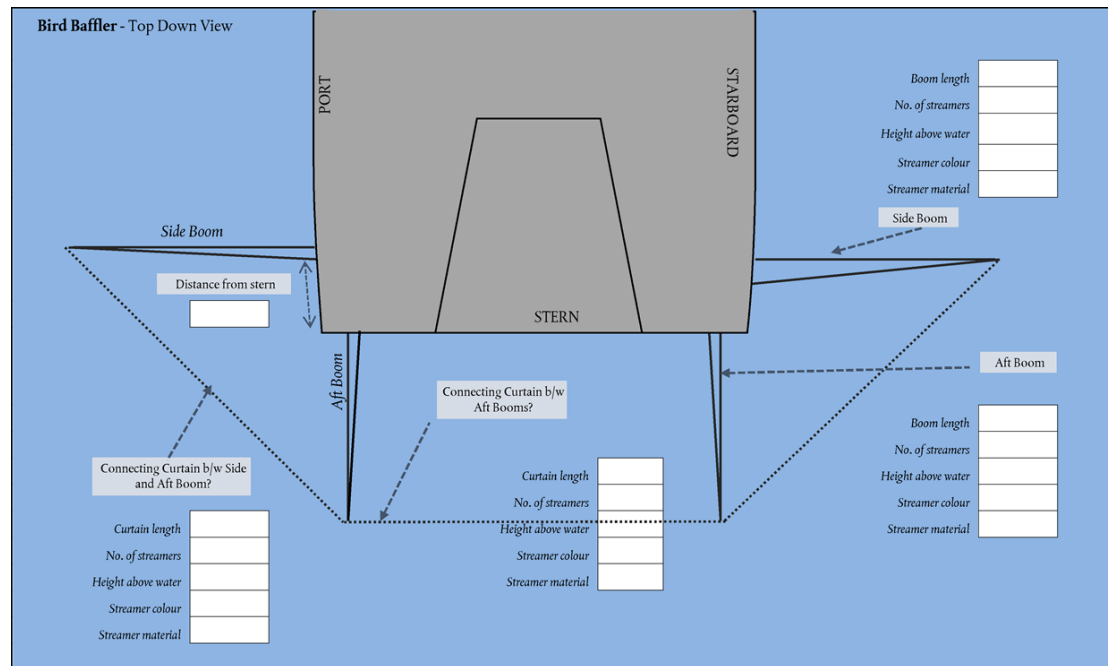 Bird Baffler - Top Down View
PORT
STARBOARD
Boom length
No. of streamers
Height above water
Streamer colour
Streamer material
Side Boom
Side Boom
Distance from stern
STERN
Aft Boom
Aft Boom
Connecting Curtain b/w
Aft Booms?
Boom length
No. of streamers
Height above water
Streamer colour
Streamer material
Connecting Curtain b/w Side
and Aft Boom?
Curtain length
No. of streamers
Height above water
Streamer colour
Streamer material
Curtain length
No. of streamers
Height above water
Streamer colour
Streamer material